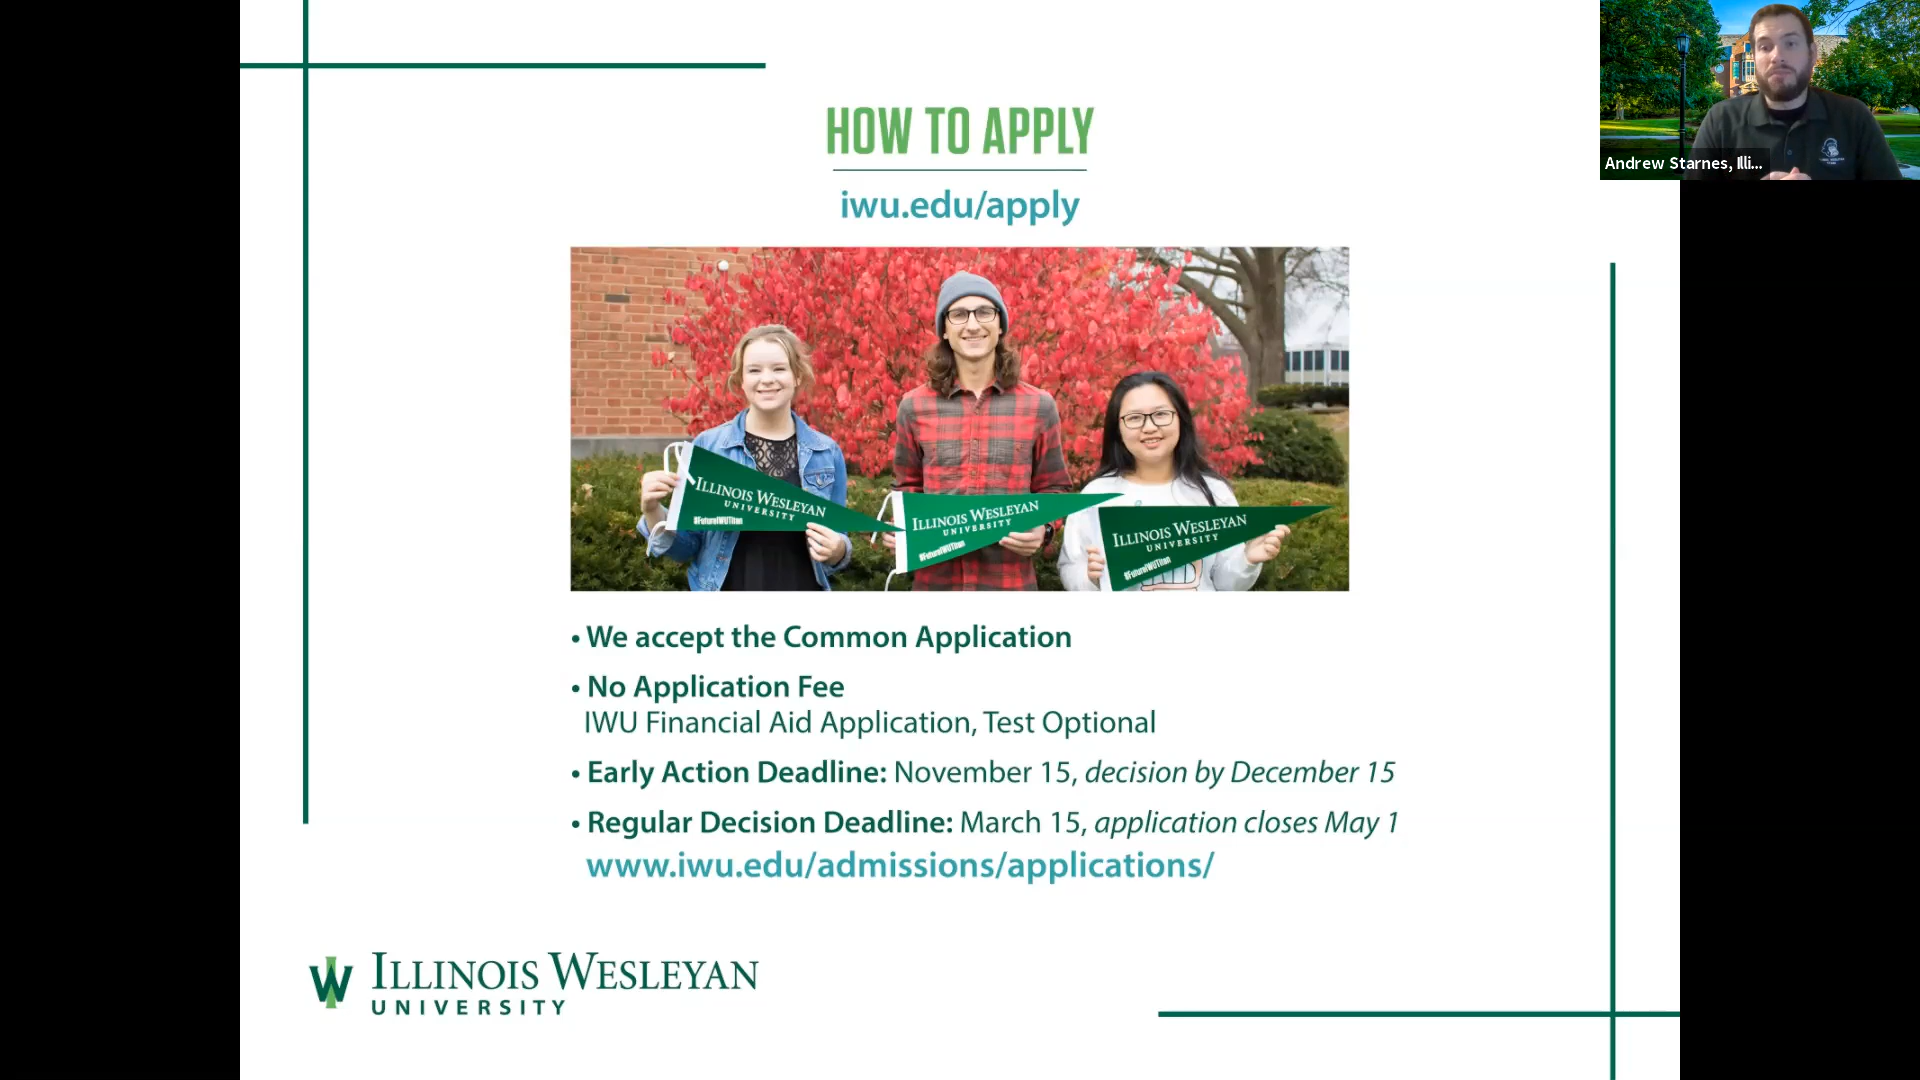 HOW TO APPLY
iwu.edu/apply
Andrew Starnes, Illi...
ILLINOIS WESLEYAN
UNIVERSITY
#FutureIWUTitan
ILLINOIS WESLEYAN
UNIVERSITY
#FutureIWUTitan
ILLINOIS WESLEYAN
UNIVERSITY
#FutureIWUTitan
• We accept the Common Application
• No Application Fee
IWU Financial Aid Application, Test Optional
• Early Action Deadline: November 15, decision by December 15
• Regular Decision Deadline: March 15, application closes May 1
www.iwu.edu/admissions/applications/
W
ILLINOIS WESLEYAN
UNIVERSITY